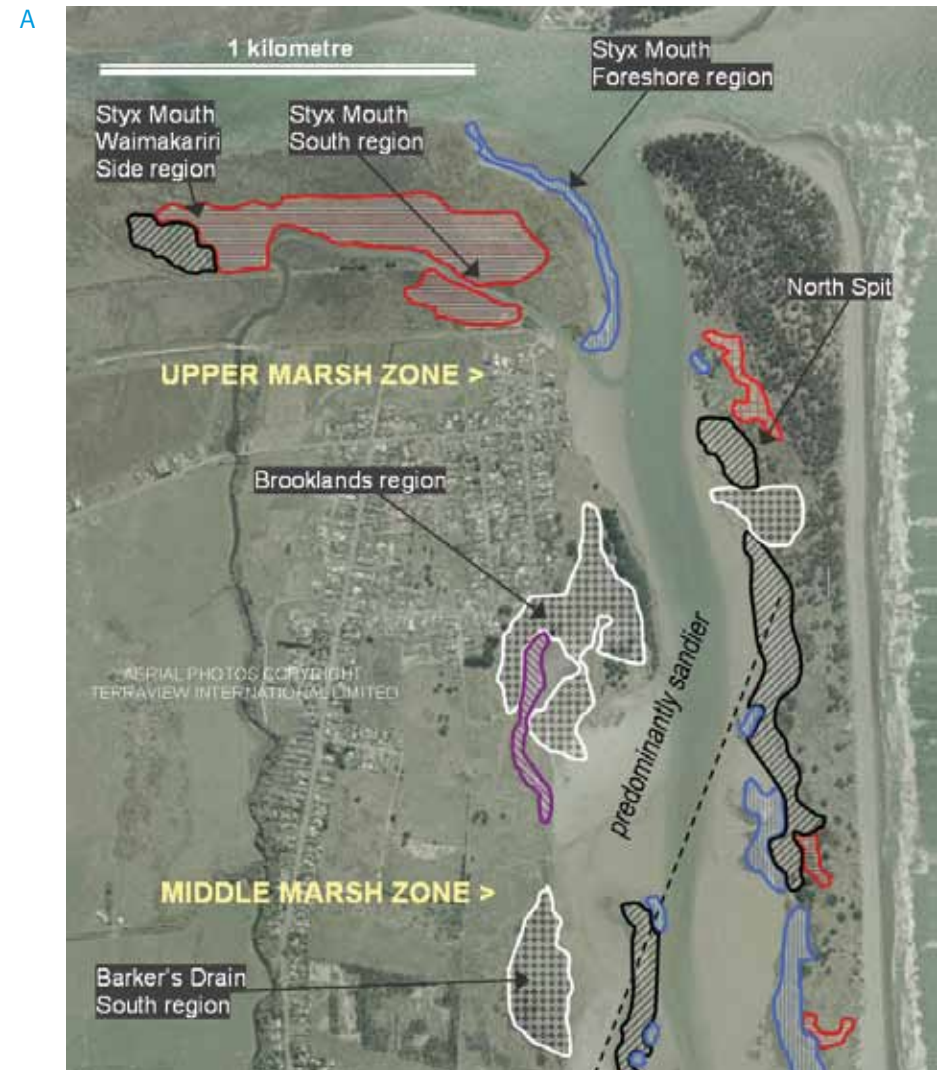 A
1 kilometre
Styx Mouth
Foreshore region
Styx Mouth
Waimakariri
Side region
Styx Mouth
South region
North Spit
UPPER MARSH ZONE >
Brooklands region
AERIAL PHOTOS COPYRIGHT
TERRAVIEW INTERNATIONAL LIMITED
predominantly sandier
MIDDLE MARSH ZONE >
Barker's Drain
South region